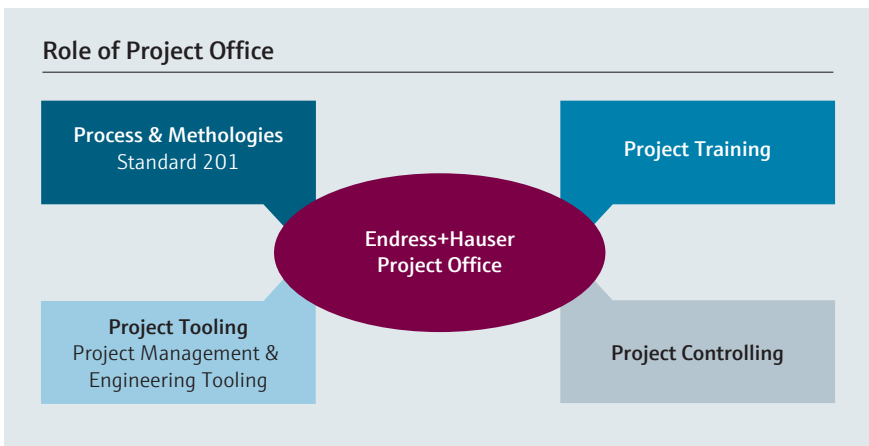 Role of Project Office
Process & Methologies
Standard 201
Project Training
Endress+Hauser
Project Office
Project Tooling
Project Management &
Engineering Tooling
Project Controlling